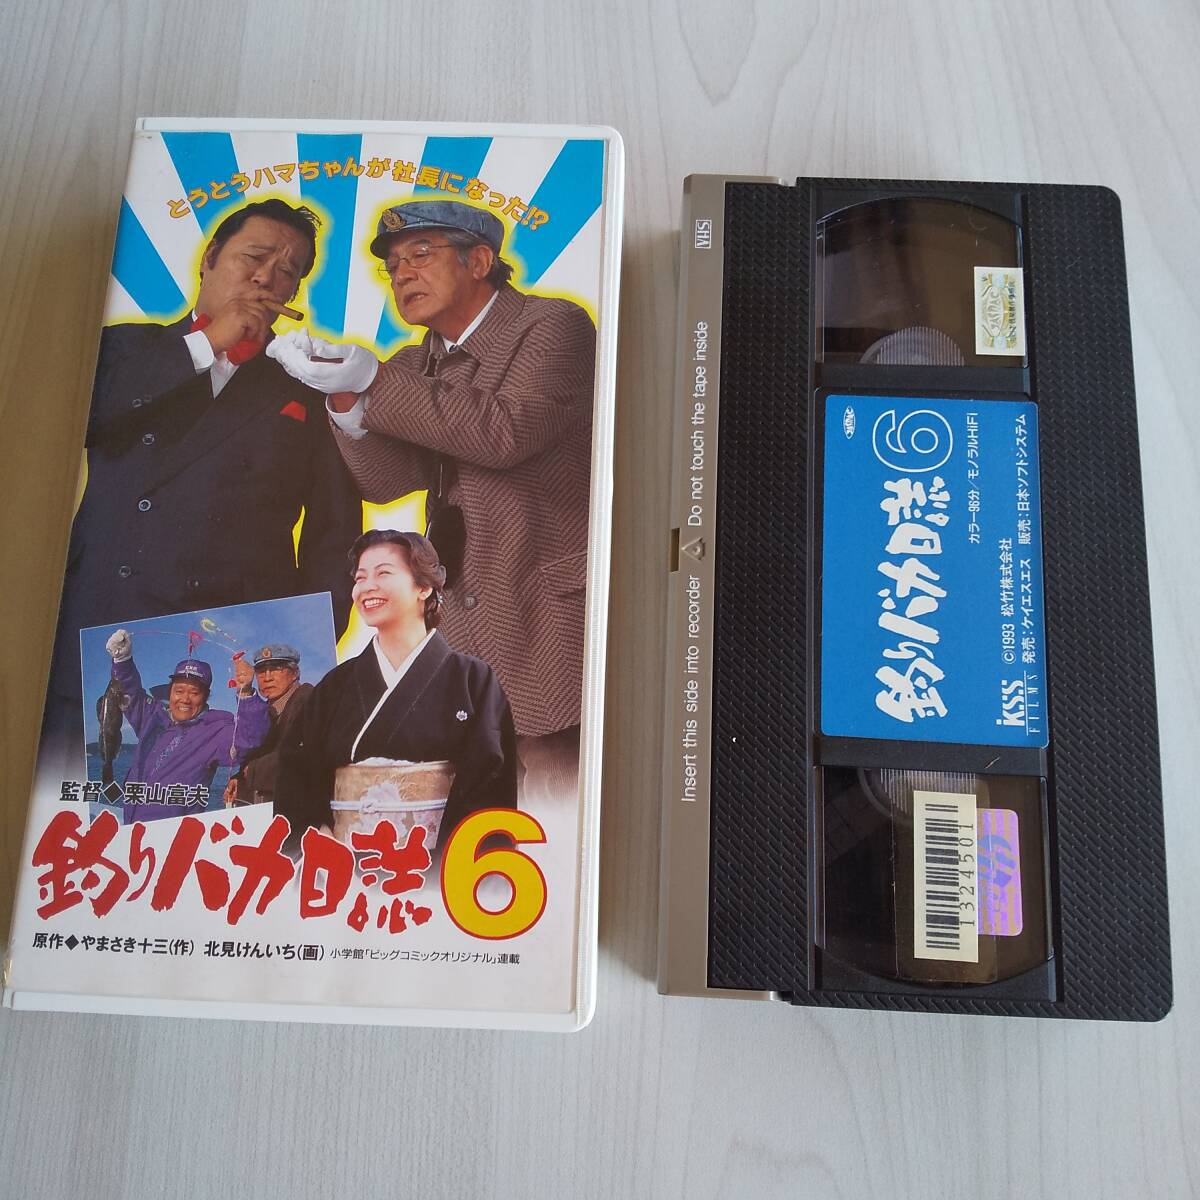 とうとうハマちゃんが社長になった!?
監督◆栗山富夫
釣りバカ日誌6
原作◆やまさき十三(作) 北見けんいち(画) 小学館「ビッグコミックオリジナル」連載
VHS
Insert this side into recorder △ Do not touch the tape inside
釣りバカ日誌6
カラー96分/モノラルHiFi
©1993 松竹株式会社
発売:ケイエスエス 販売:日本ソフトシステム
KSS
FILMS
1324501